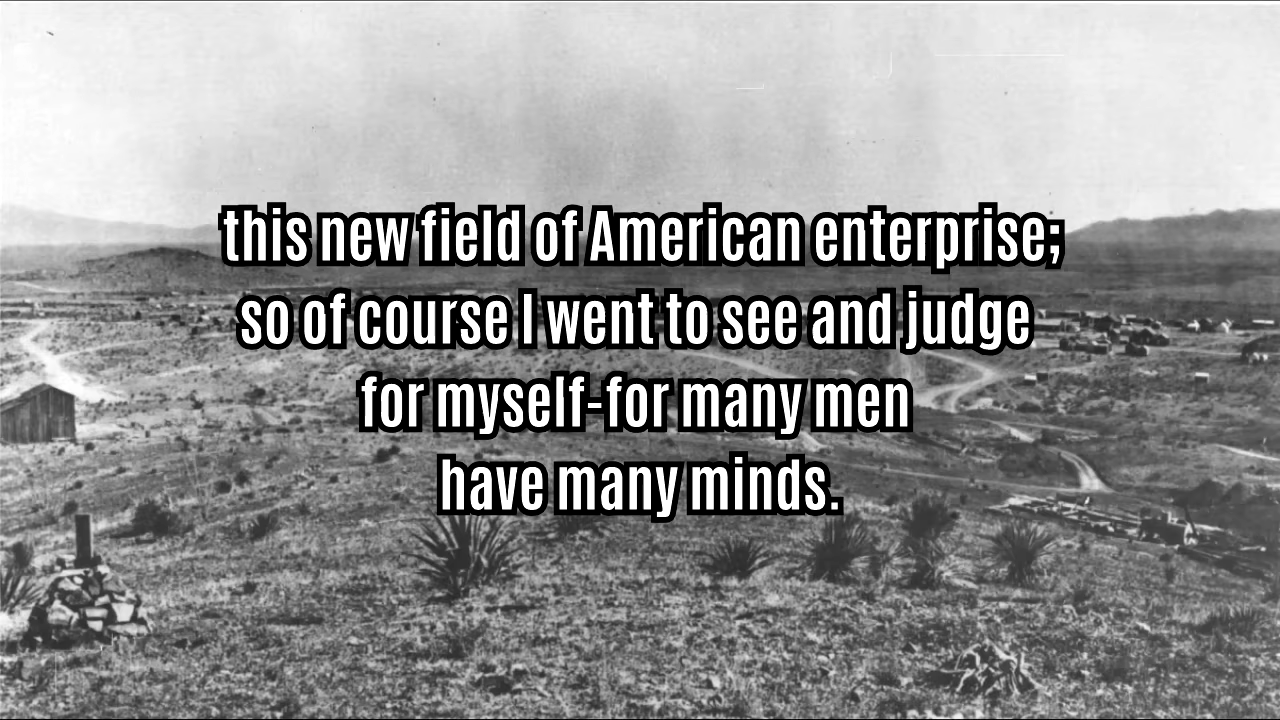 this new field of American enterprise;
so of course I went to see and judge
for myself-for many men
have many minds.